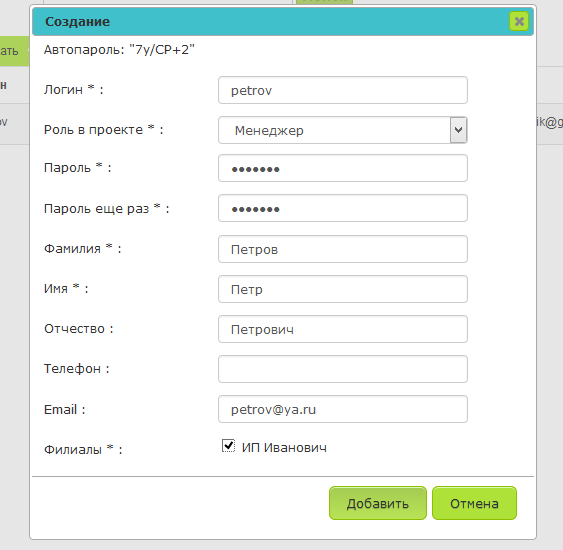 Создание
Автопароль: "7y/CP+2"
ать
Логин * : petrov
н
Роль в проекте * : Менеджер
ov
ik@g
Пароль * : •••••••
Пароль еще раз * : •••••••
Фамилия * : Петров
Имя * : Петр
Отчество : Петрович
Телефон :
Email : petrov@ya.ru
Филиалы * : ИП Иванович
Добавить Отмена